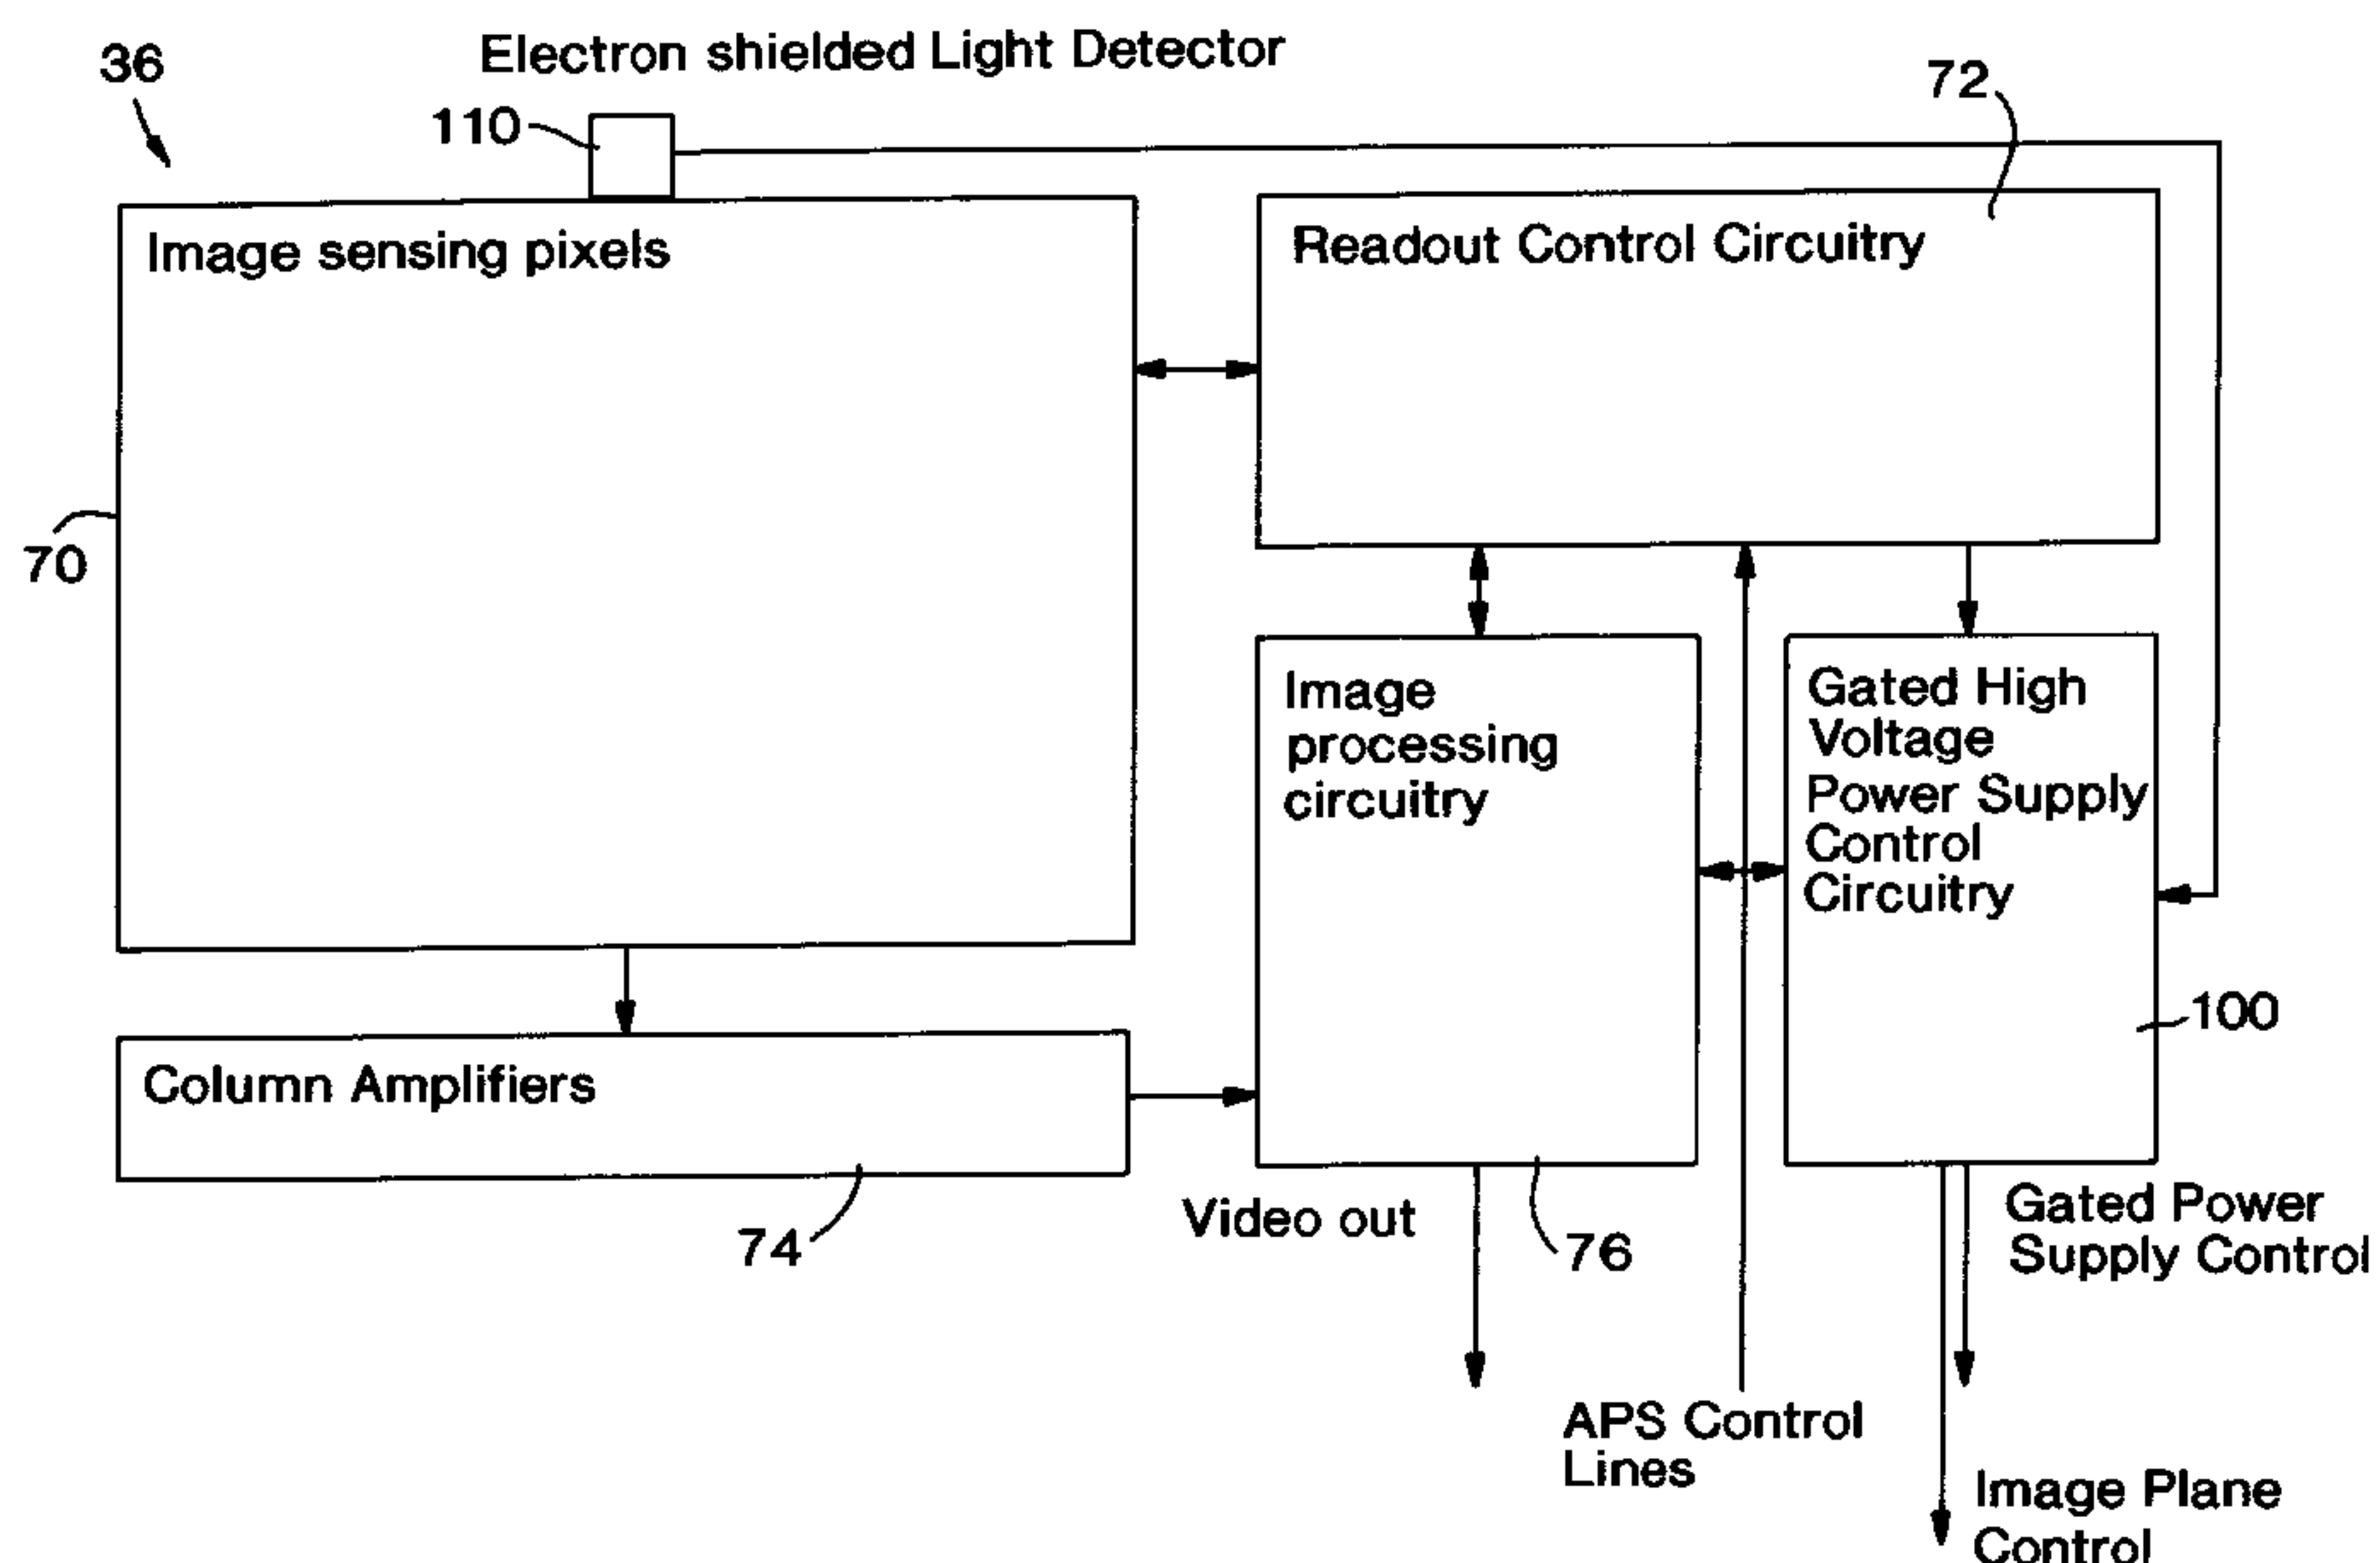 36
Electron shielded Light Detector
110
72
Image sensing pixels
Readout Control Circuitry
70
Image
processing
circuitry
Gated High
Voltage
Power Supply
Control
Circuitry
100
Column Amplifiers
74
Video out
76
Gated Power
Supply Control
APS Control
Lines
Image Plane
Control